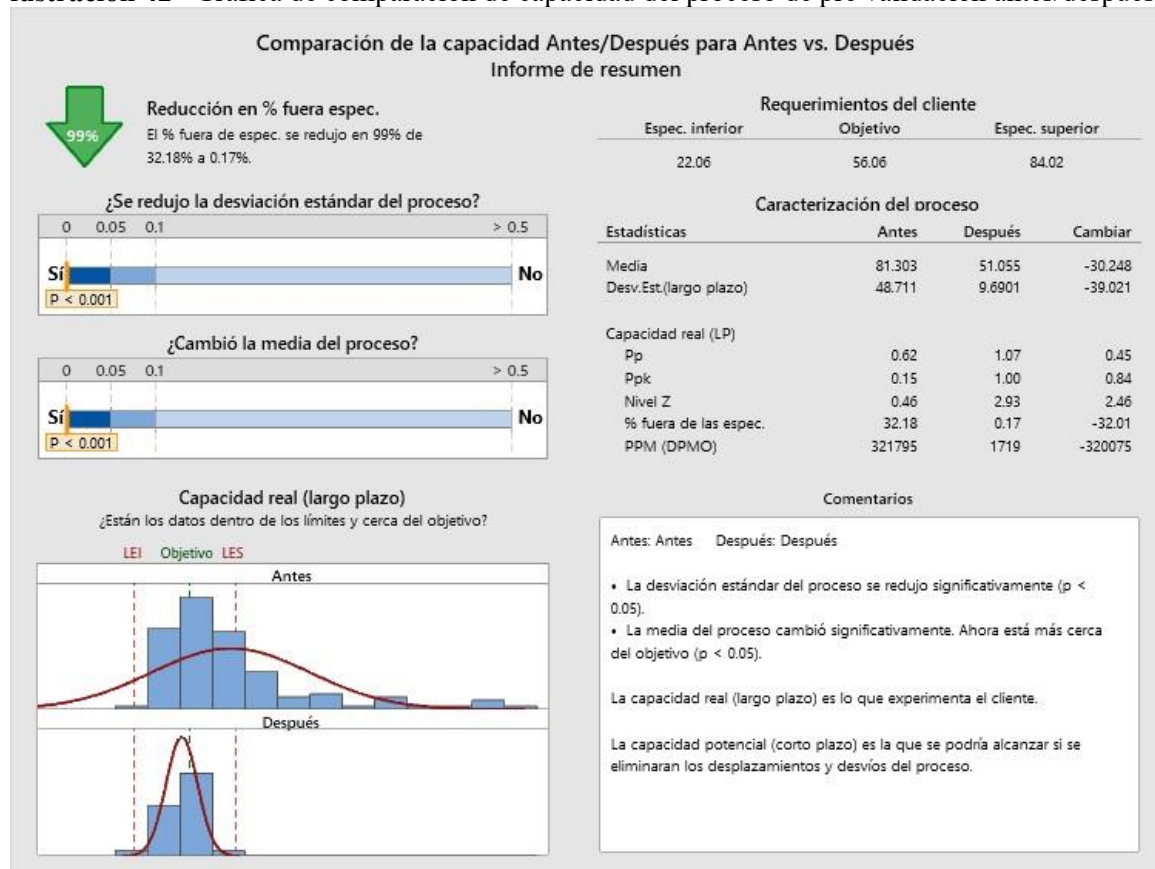 Comparación de la capacidad Antes/Después para Antes vs. Después
Informe de resumen
99%
Reducción en % fuera espec.
El % fuera de espec. se redujo en 99% de
32.18% a 0.17%.
Requerimientos del cliente
Espec. inferior Objetivo Espec. superior
22.06 56.06 84.02
¿Se redujo la desviación estándar del proceso?
0 0.05 0.1 > 0.5
Sí No
P < 0.001
¿Cambió la media del proceso?
0 0.05 0.1 > 0.5
Sí No
P < 0.001
Caracterización del proceso
Estadísticas Antes Después Cambiar
Media 81.303 51.055 -30.248
Desv.Est.(largo plazo) 48.711 9.6901 -39.021
Capacidad real (LP)
Pp 0.62 1.07 0.45
Ppk 0.15 1.00 0.84
Nivel Z 0.46 2.93 2.46
% fuera de las espec. 32.18 0.17 -32.01
PPM (DPMO) 321795 1719 -320075
Capacidad real (largo plazo)
¿Están los datos dentro de los límites y cerca del objetivo?
LEI Objetivo LES
Antes
Después
Comentarios
Antes: Antes Después: Después
• La desviación estándar del proceso se redujo significativamente (p <
0.05).
• La media del proceso cambió significativamente. Ahora está más cerca
del objetivo (p < 0.05).
La capacidad real (largo plazo) es lo que experimenta el cliente.
La capacidad potencial (corto plazo) es la que se podría alcanzar si se
eliminaran los desplazamientos y desvíos del proceso.